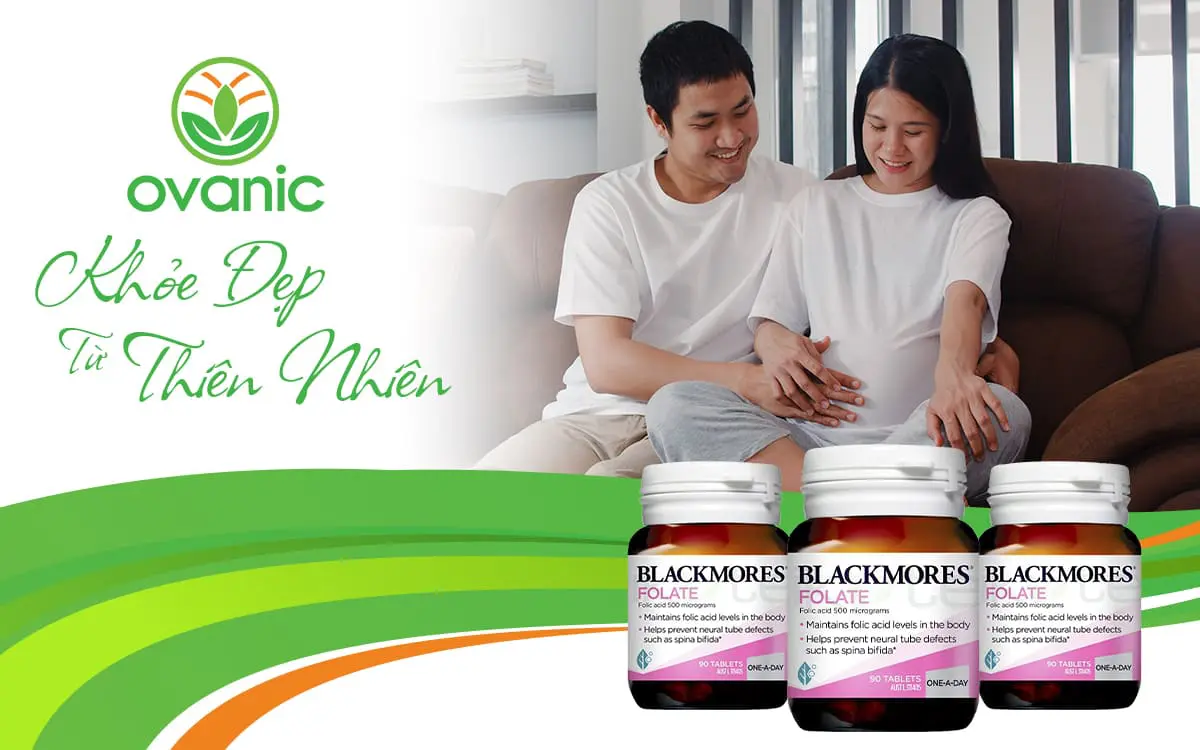 ovanic
Khỏe Đẹp
Từ Thiên Nhiên
BLACKMORES®
FOLATE
Folic acid 500 micrograms
• Maintains folic acid levels in the body
• Helps prevent neural tube defects
such as spina bifida*
90 TABLETS
ONE-A-DAY
BLACKMORES®
FOLATE
Folic acid 500 micrograms
• Maintains folic acid levels in the body
• Helps prevent neural tube defects
such as spina bifida*
90 TABLETS
ONE-A-DAY
BLACKMORES®
FOLATE
Folic acid 500 micrograms
• Maintains folic acid levels in the body
• Helps prevent neural tube defects
such as spina bifida*
90 TABLETS
ONE-A-DAY